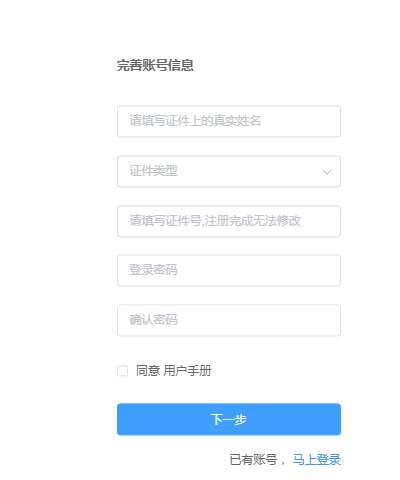 完善账号信息
请填写证件上的真实姓名
证件类型
请填写证件号,注册完成无法修改
登录密码
确认密码
同意 用户手册
下一步
已有账号， 马上登录